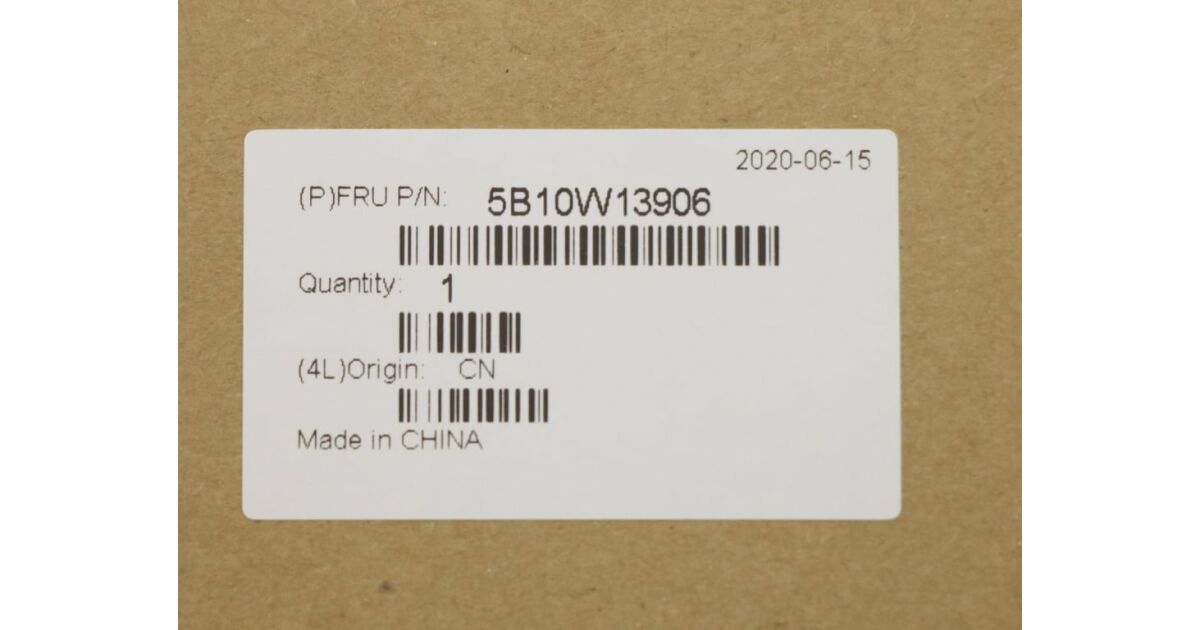 2020-06-15
(P)FRU P/N: 5B10W13906
Quantity: 1
(4L)Origin: CN
Made in CHINA